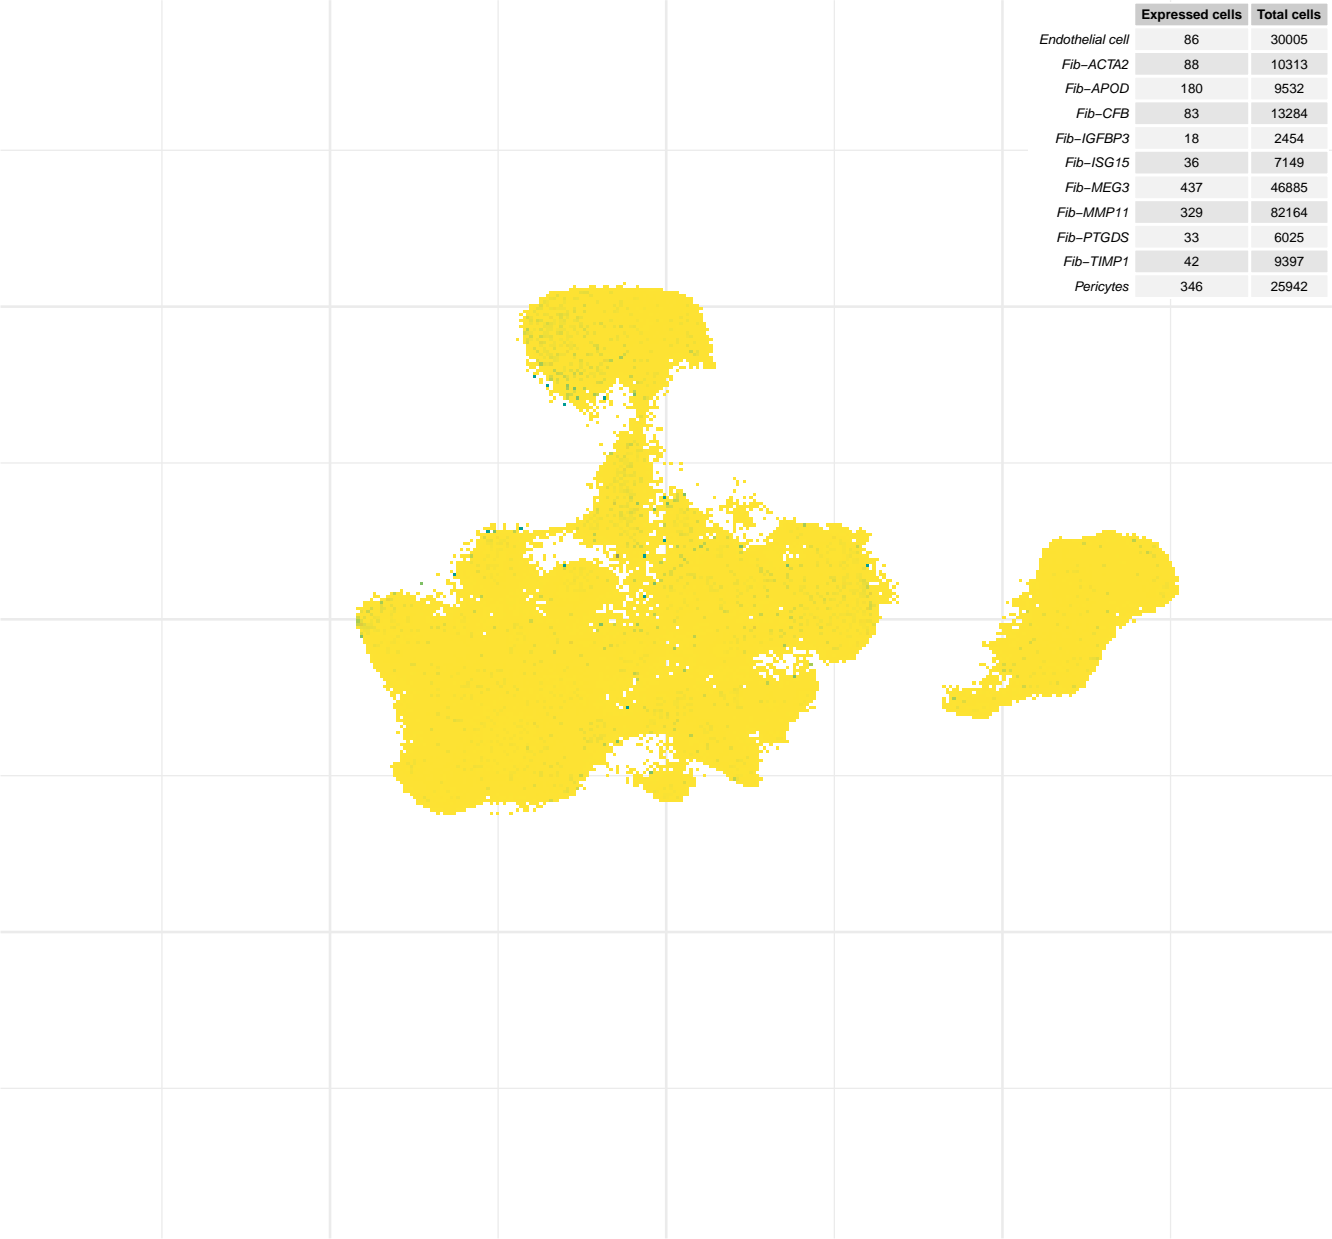 Expressed cells Total cells
Endothelial cell 86 30005
Fib−ACTA2 88 10313
Fib−APOD 180 9532
Fib−CFB 83 13284
Fib−IGFBP3 18 2454
Fib−ISG15 36 7149
Fib−MEG3 437 46885
Fib−MMP11 329 82164
Fib−PTGDS 33 6025
Fib−TIMP1 42 9397
Pericytes 346 25942